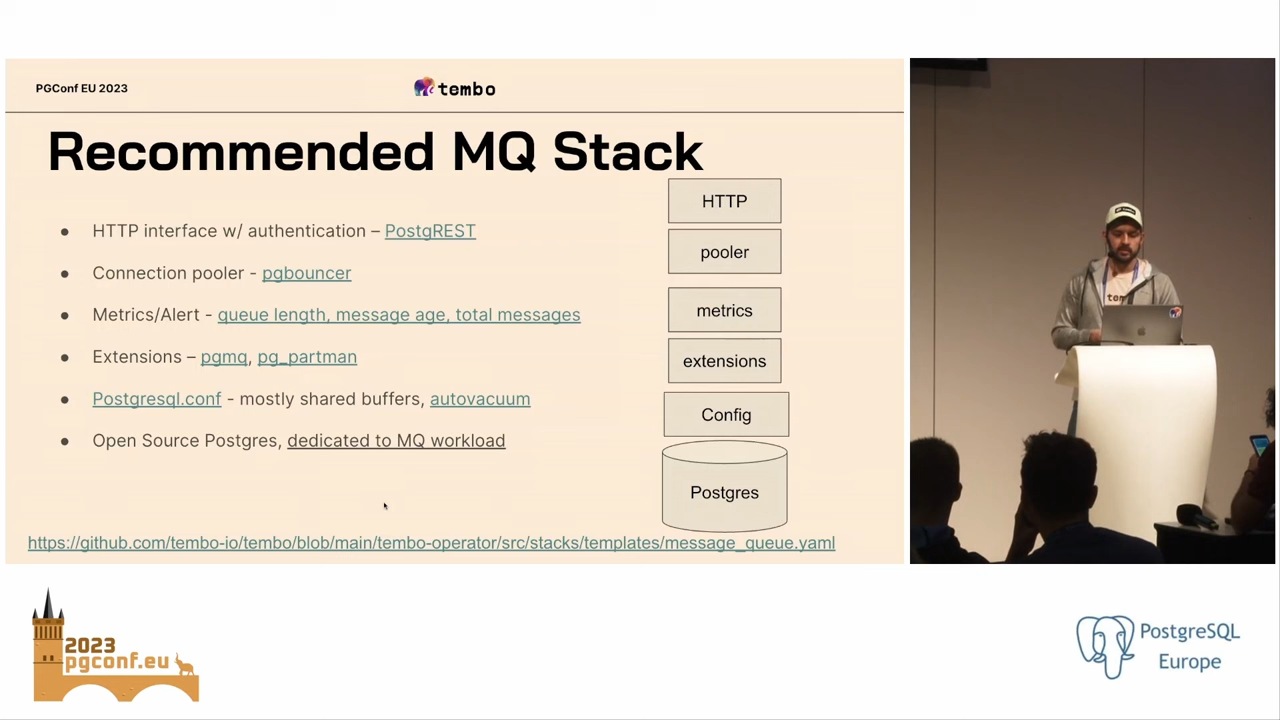 PGConf EU 2023
tembo
Recommended MQ Stack
● HTTP interface w/ authentication – PostgREST
● Connection pooler - pgbouncer
● Metrics/Alert - queue length, message age, total messages
● Extensions – pgmq, pg_partman
● Postgresql.conf - mostly shared buffers, autovacuum
● Open Source Postgres, dedicated to MQ workload
HTTP
pooler
metrics
extensions
Config
Postgres
https://github.com/tembo-io/tembo/blob/main/tembo-operator/src/stacks/templates/message_queue.yaml
2023
pgconf.eu
PostgreSQL
Europe